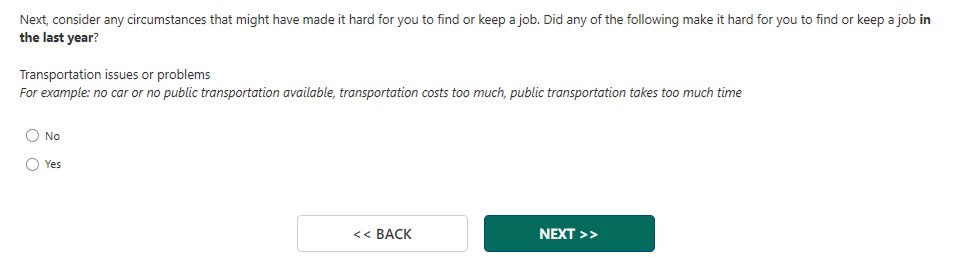 Next, consider any circumstances that might have made it hard for you to find or keep a job. Did any of the following make it hard for you to find or keep a job in
the last year?
Transportation issues or problems
For example: no car or no public transportation available, transportation costs too much, public transportation takes too much time
No
Yes
<< BACK
NEXT >>